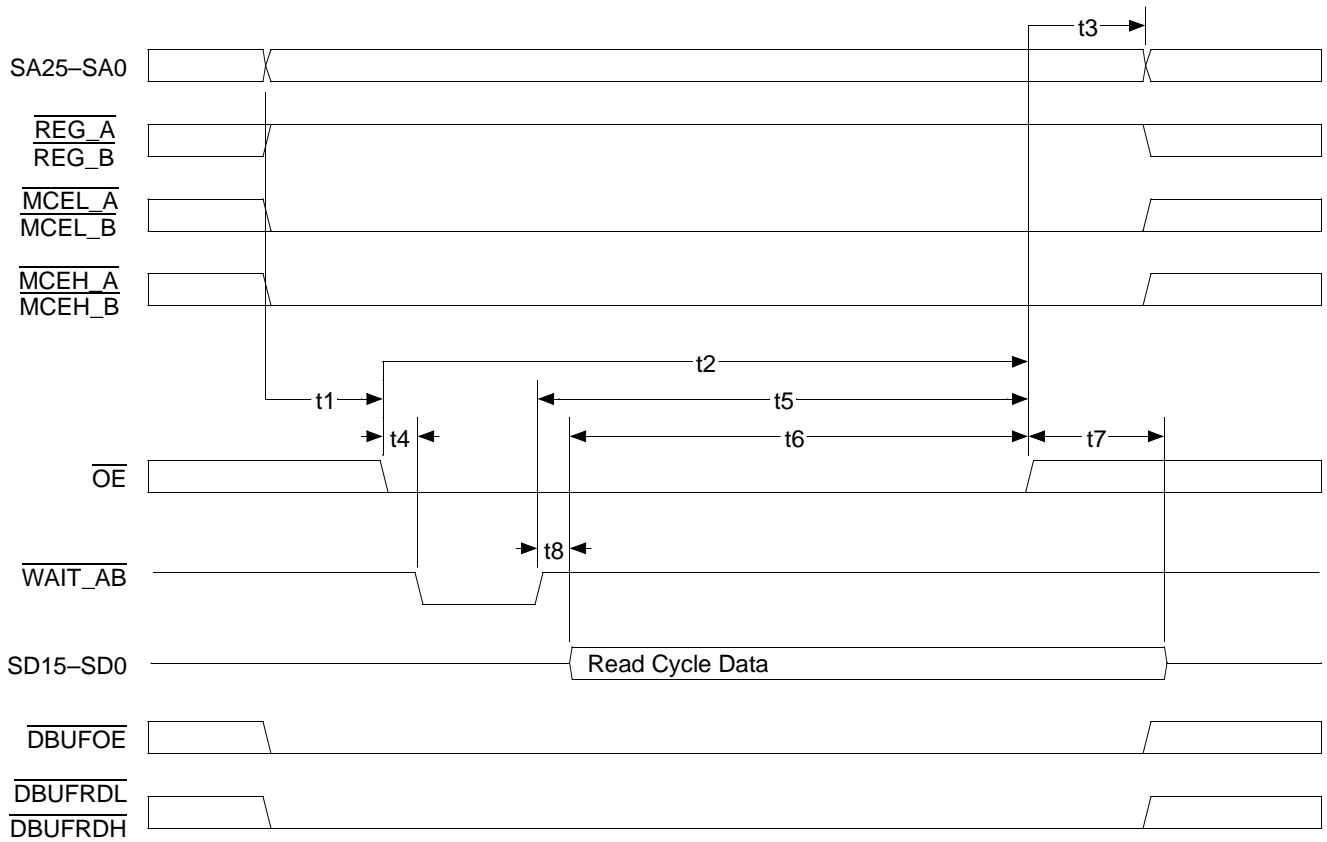 t3
SA25–SA0
REG_A
REG_B
MCEL_A
MCEL_B
MCEH_A
MCEH_B
t2
t1
t5
t4
t6
t7
OE
t8
WAIT_AB
SD15–SD0
Read Cycle Data
DBUFOE
DBUFRDL
DBUFRDH